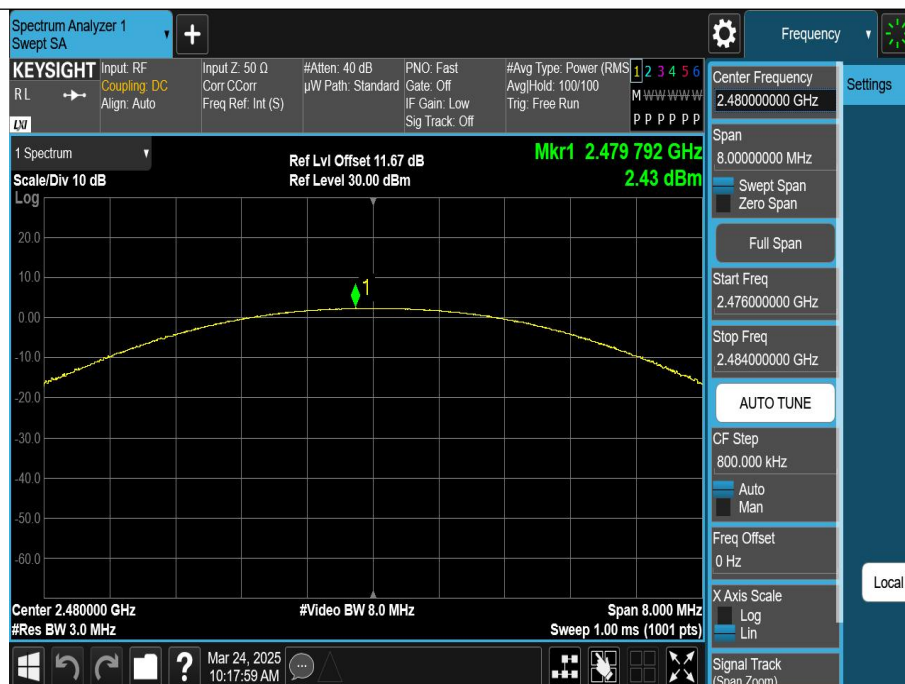 Spectrum Analyzer 1
Swept SA
+
Frequency
KEYSIGHT
RL
LXI
Input: RF
Coupling: DC
Align: Auto
Input Z: 50 Ω
Corr CCorr
Freq Ref: Int (S)
#Atten: 40 dB
µW Path: Standard
PNO: Fast
Gate: Off
IF Gain: Low
Sig Track: Off
#Avg Type: Power (RMS
Avg|Hold: 100/100
Trig: Free Run
1 2 3 4 5 6
M W W W W W
P P P P P P
1 Spectrum
Scale/Div 10 dB
Log
Ref Lvl Offset 11.67 dB
Ref Level 30.00 dBm
Mkr1 2.479 792 GHz
2.43 dBm
20.0
10.0
0.00
-10.0
-20.0
-30.0
-40.0
-50.0
-60.0
1
Center 2.480000 GHz
#Res BW 3.0 MHz
#Video BW 8.0 MHz
Span 8.000 MHz
Sweep 1.00 ms (1001 pts)
?
Mar 24, 2025
10:17:59 AM
Center Frequency
2.480000000 GHz
Span
8.00000000 MHz
Swept Span
Zero Span
Full Span
Start Freq
2.476000000 GHz
Stop Freq
2.484000000 GHz
AUTO TUNE
CF Step
800.000 kHz
Auto
Man
Freq Offset
0 Hz
X Axis Scale
Log
Lin
Signal Track
(Span Zoom)
Settings
Local